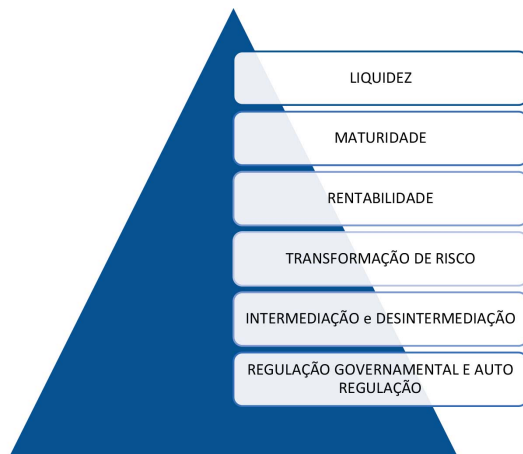 LIQUIDEZ
MATURIDADE
RENTABILIDADE
TRANSFORMAÇÃO DE RISCO
INTERMEDIAÇÃO e DESINTERMEDIAÇÃO
REGULAÇÃO GOVERNAMENTAL E AUTO
REGULAÇÃO